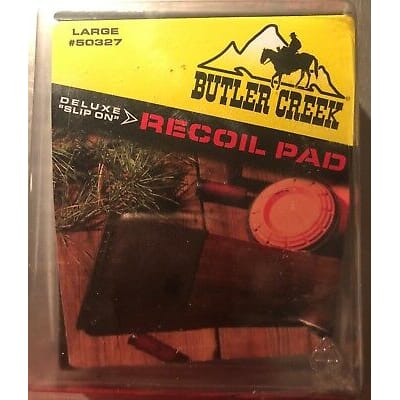 LARGE
#50327
BUTLER CREEK
DELUXE
"SLIP ON"
RECOIL PAD